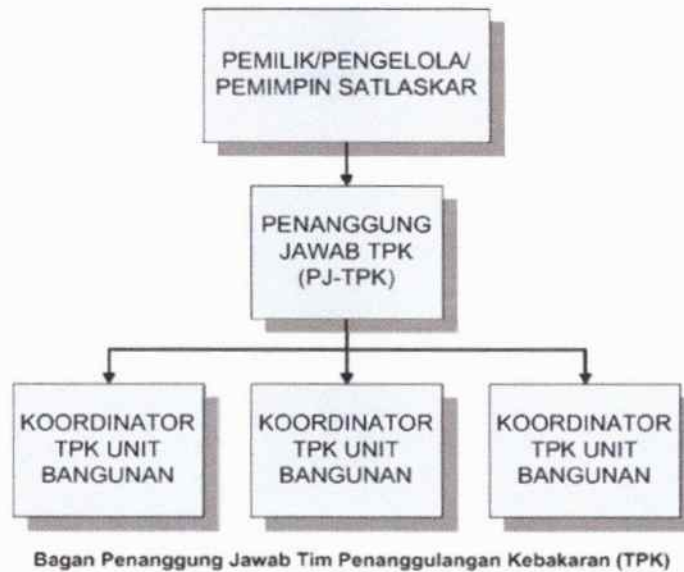 PEMILIK/PENGELOLA/
PEMIMPIN SATLASKAR
PENANGGUNG
JAWAB TPK
(PJ-TPK)
KOORDINATOR
TPK UNIT
BANGUNAN
KOORDINATOR
TPK UNIT
BANGUNAN
KOORDINATOR
TPK UNIT
BANGUNAN
Bagan Penanggung Jawab Tim Penanggulangan Kebakaran (TPK)